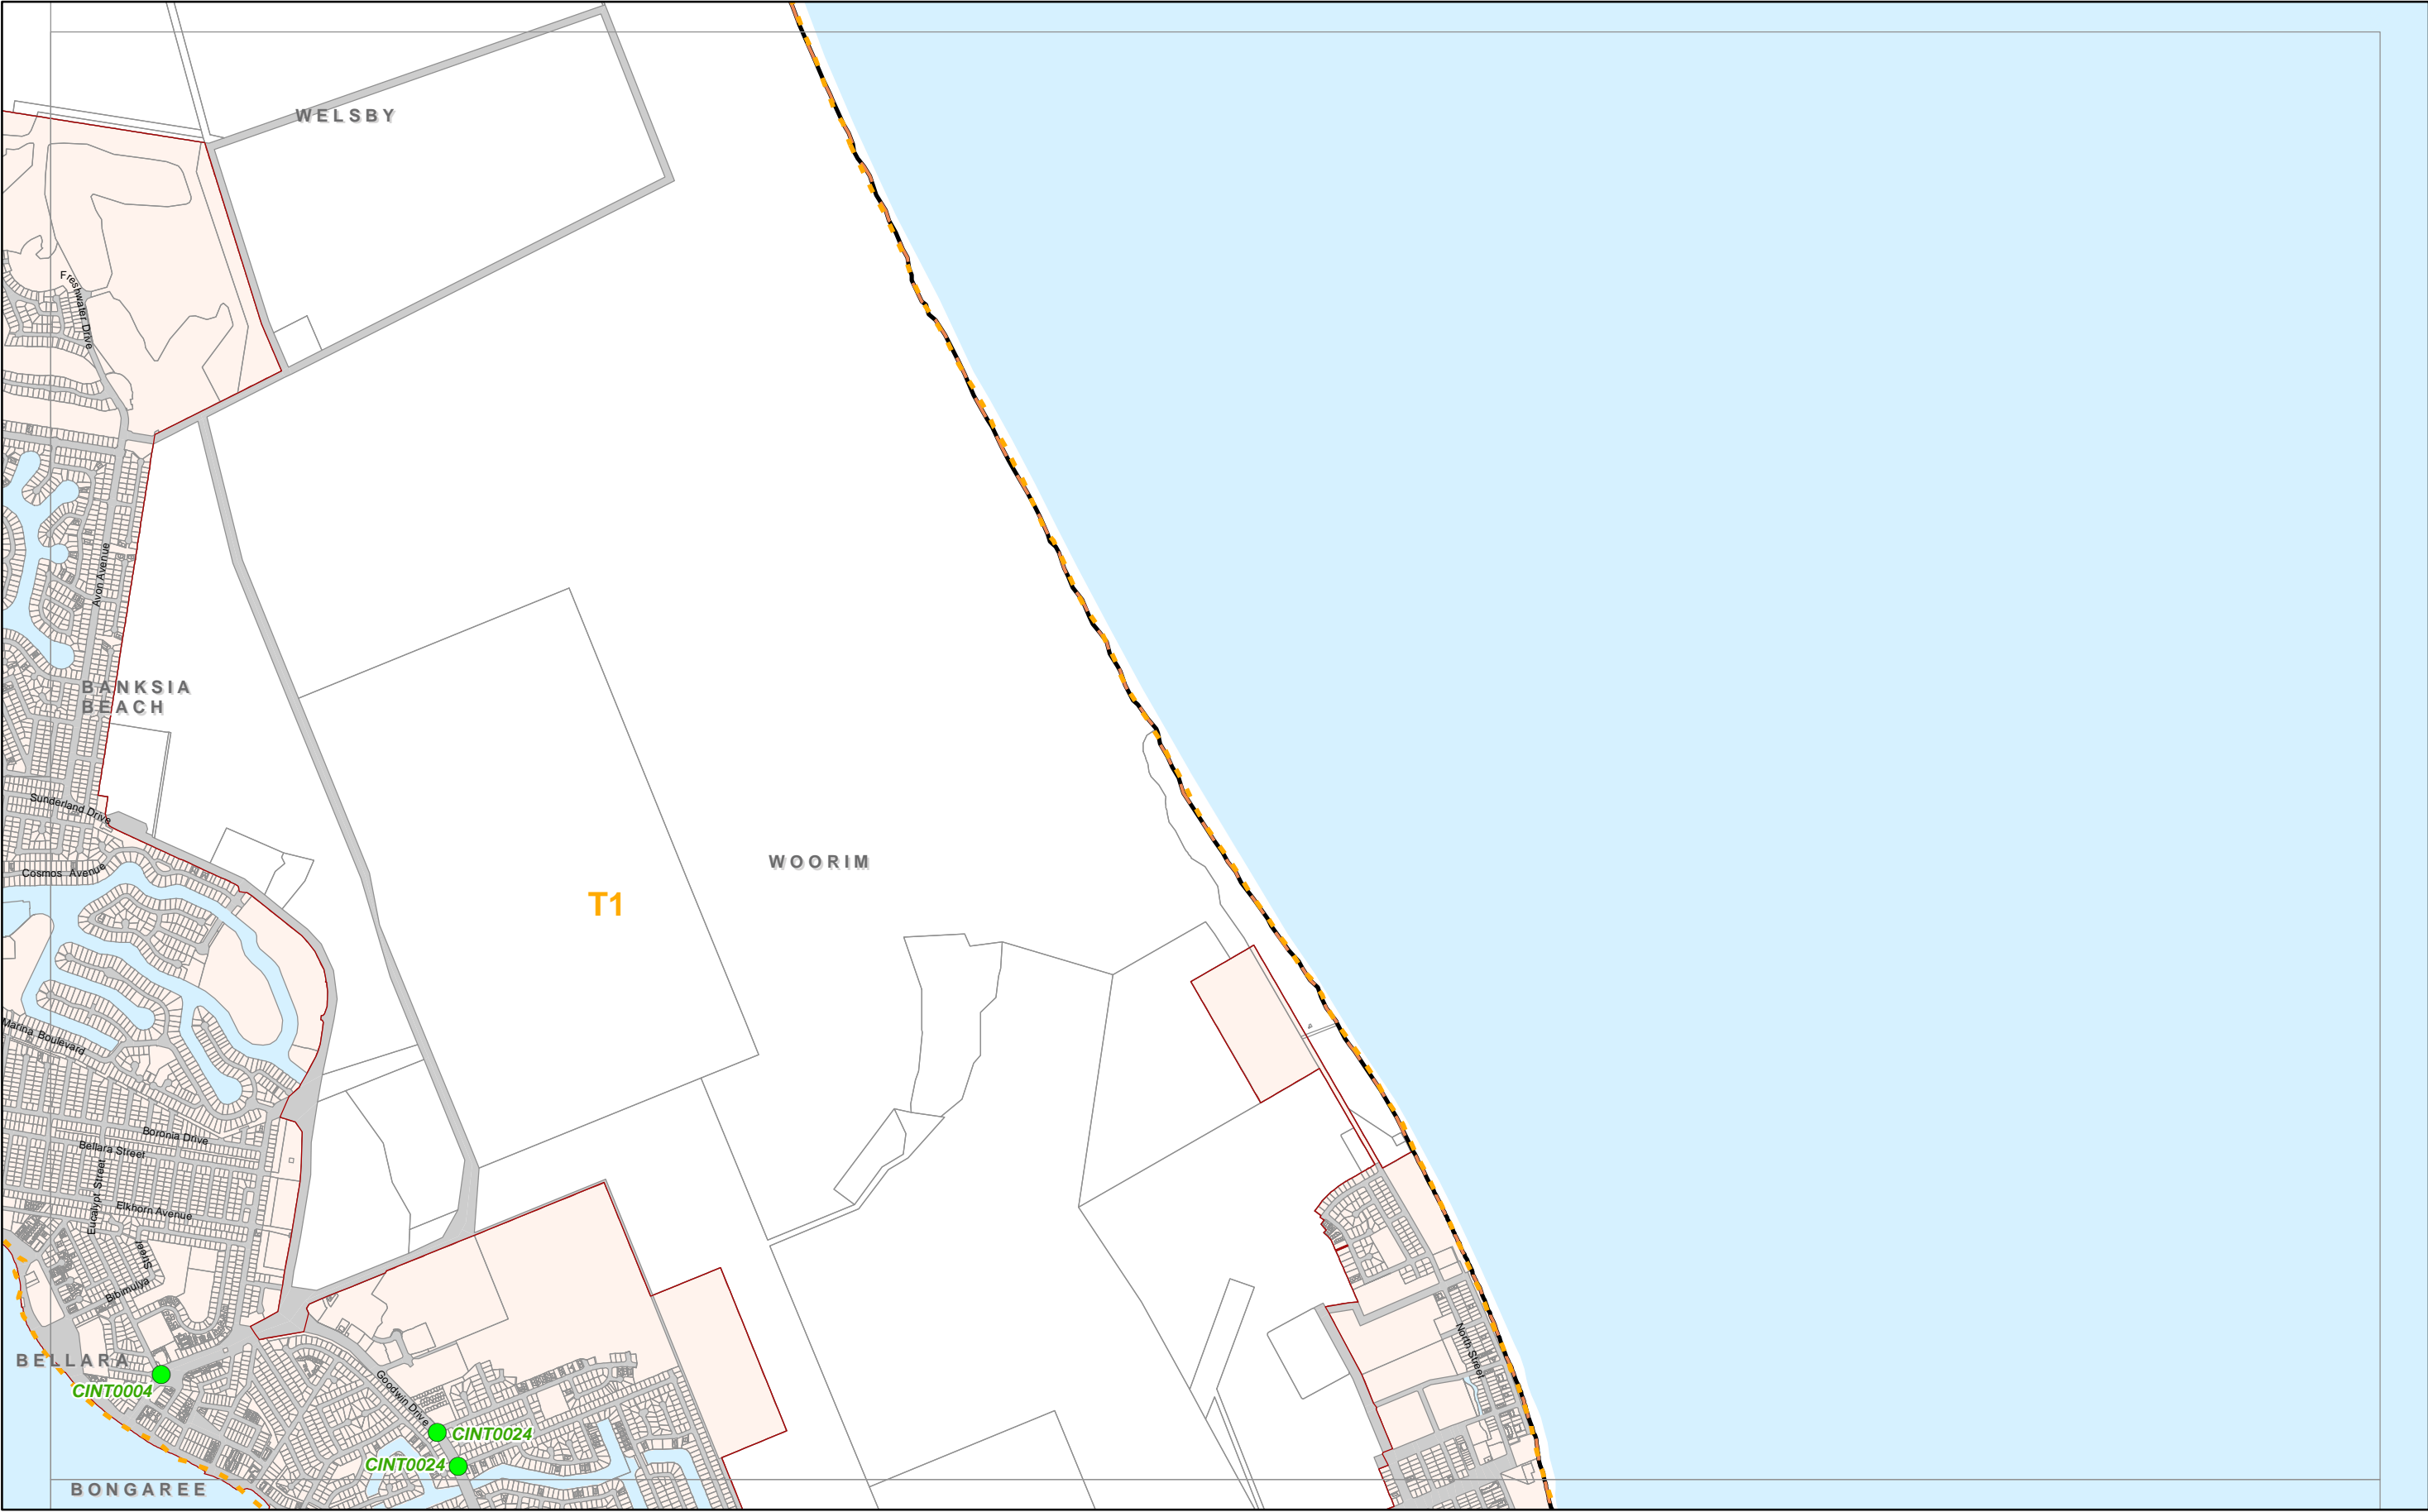 WELSBY
Freshwater Drive
Avon Avenue
BANKSIA
BEACH
Sunderland Drive
WOORIM
Cosmos Avenue
T1
Marina Boulevard
Boronia Drive
Bellara Street
Eucalypt Street
Elkhorn Avenue
Street
Bibimulya
North Street
BELLARA
CINT0004
Goodwin Drive
CINT0024
CINT0024
BONGAREE